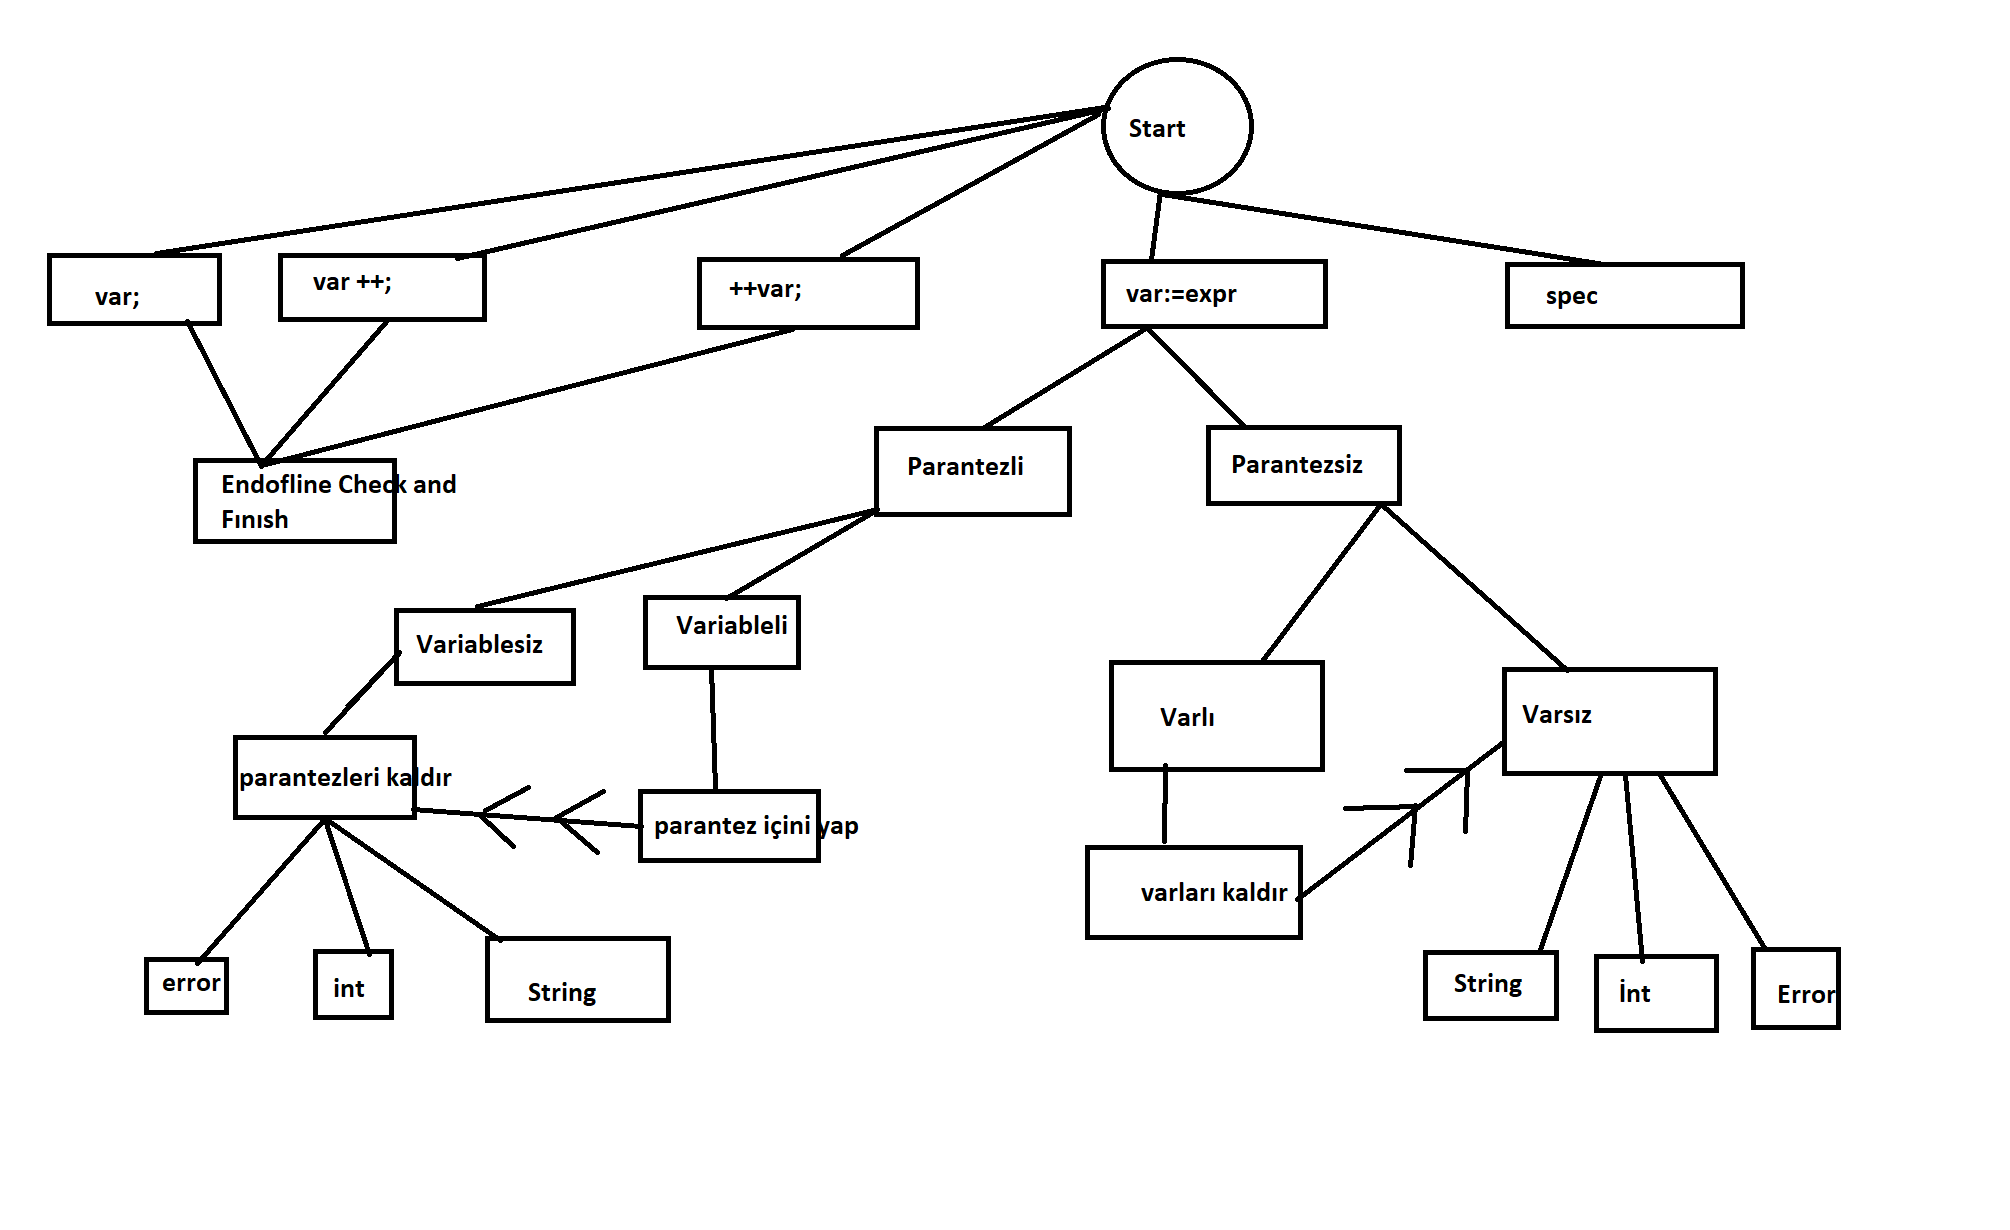 Start
var;
var ++;
++var;
var:=expr
spec
Parantezli
Parantezsiz
Endofline Check and
Fınısh
Variablesiz
Variableli
Varlı
Varsız
parantezleri kaldır
parantez içini yap
varları kaldır
error
int
String
String
İnt
Error